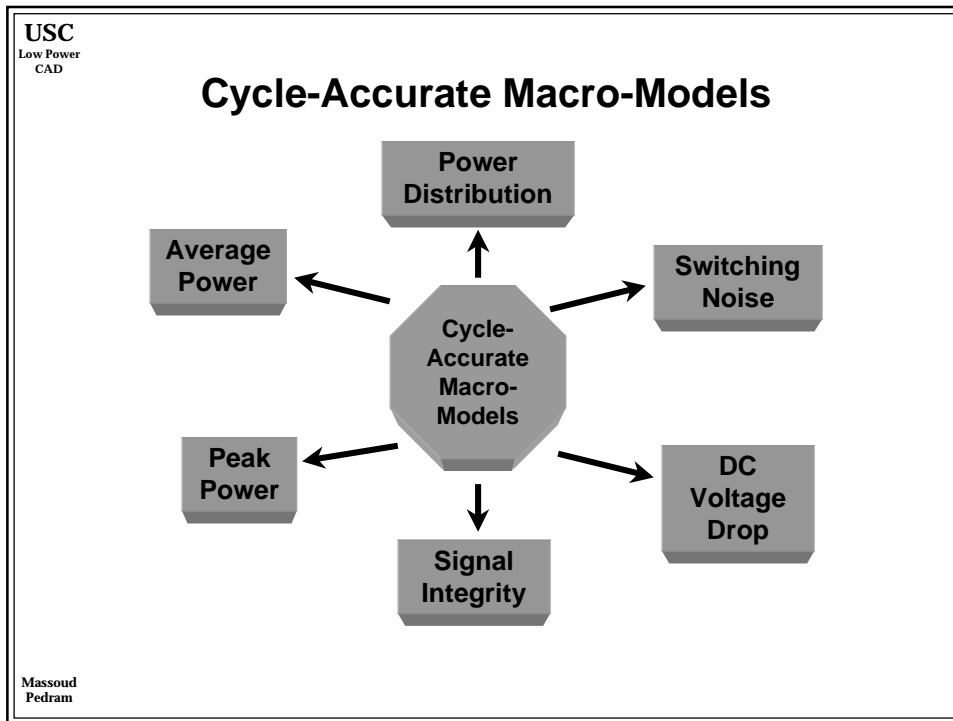 USC
Low Power
CAD
Cycle-Accurate Macro-Models
Power
Distribution
Average
Power
Switching
Noise
Cycle-
Accurate
Macro-
Models
Peak
Power
DC
Voltage
Drop
Signal
Integrity
Massoud
Pedram